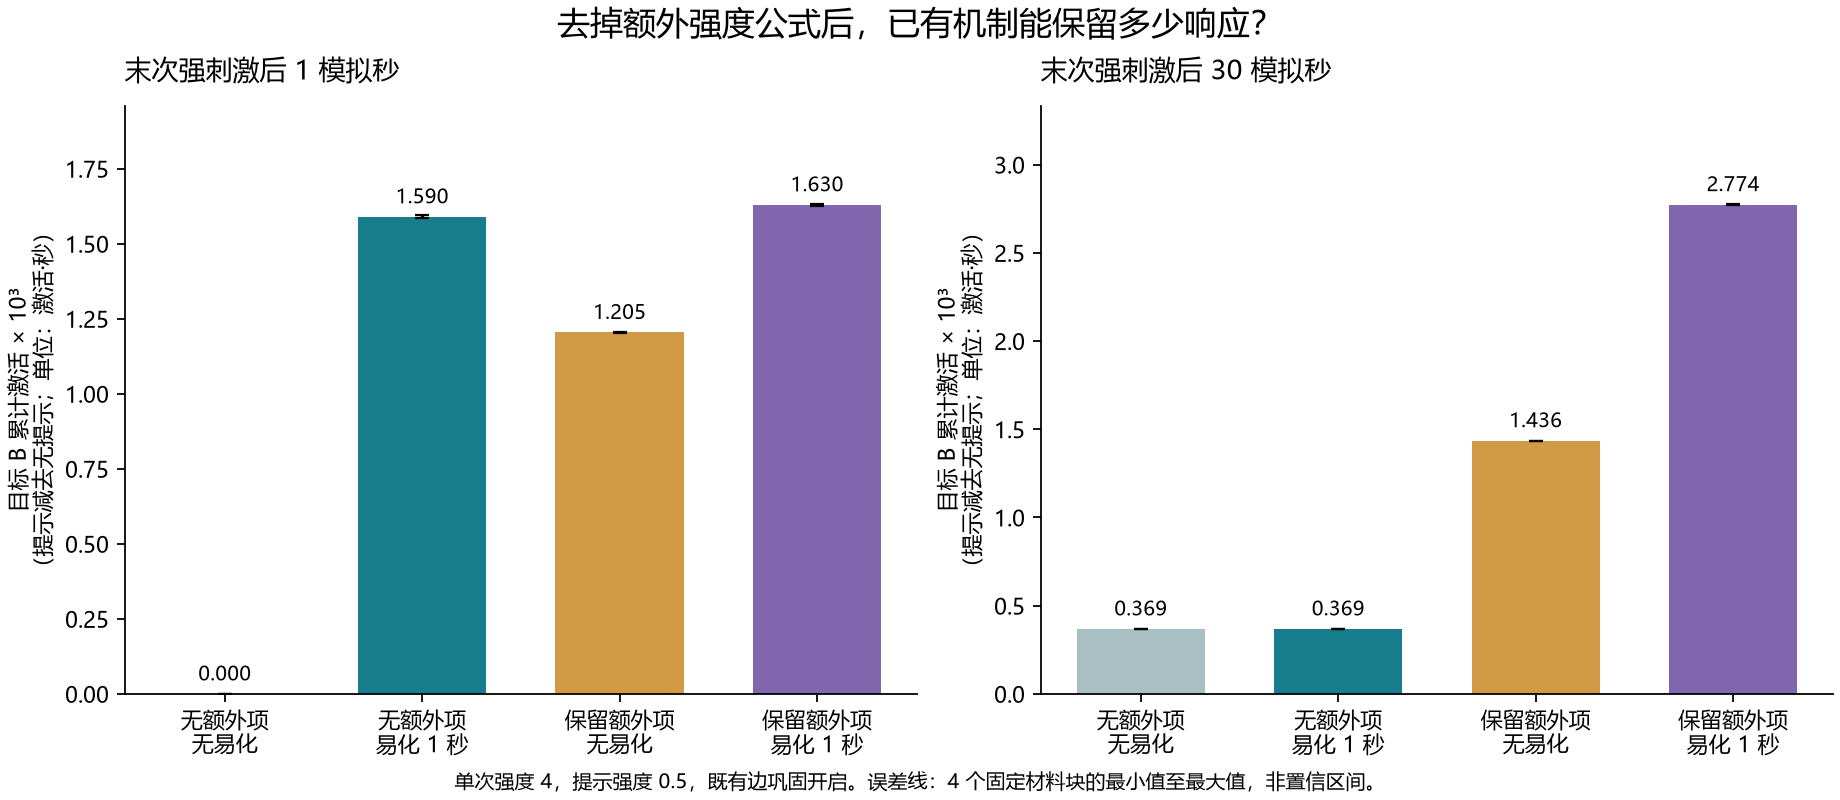 去掉额外强度公式后，已有机制能保留多少响应？
末次强刺激后 1 模拟秒
目标 B 累计激活 × 10³
（提示减去无提示；单位：激活·秒）
1.75
1.50
1.25
1.00
0.75
0.50
0.25
0.00
0.000
1.590
1.205
1.630
无额外项
无易化
无额外项
易化 1 秒
保留额外项
无易化
保留额外项
易化 1 秒
末次强刺激后 30 模拟秒
目标 B 累计激活 × 10³
（提示减去无提示；单位：激活·秒）
3.0
2.5
2.0
1.5
1.0
0.5
0.0
0.369
0.369
1.436
2.774
无额外项
无易化
无额外项
易化 1 秒
保留额外项
无易化
保留额外项
易化 1 秒
单次强度 4，提示强度 0.5，既有边巩固开启。误差线：4 个固定材料块的最小值至最大值，非置信区间。